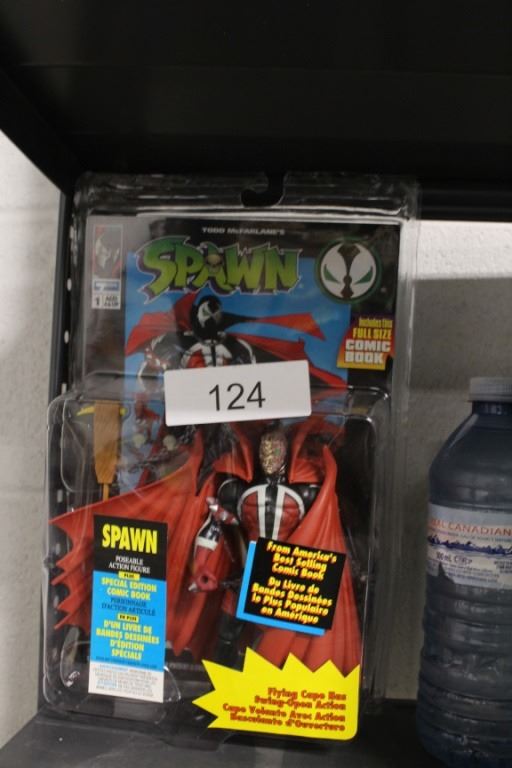 TODD McFARLANE'S
SPAWN
1
Includes this
FULL SIZE
COMIC
BOOK
124
SPAWN
POSEABLE
ACTION FIGURE
PLUS
SPECIAL EDITION
COMIC BOOK
PERSONNAGE
D'ACTION ARTICULÉ
EN PLUS
D'UN LIVRE DE
BANDES DESSINÉES
D'ÉDITION
SPÉCIALE
From America's
Best Selling
Comic Book
Du Livre de
Bandes Dessinées
le Plus Populaire
en Amérique
Flying Cape Has
Swing-Open Action
Cape Volante Avec Action
Basculante d'Ouverture
CANADIAN